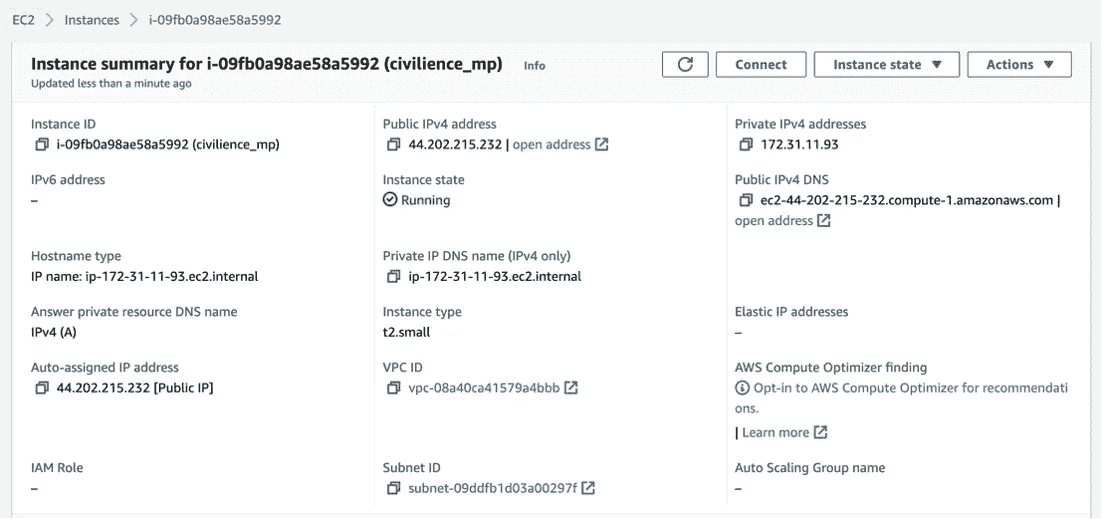 EC2 > Instances > i-09fb0a98ae58a5992
Instance summary for i-09fb0a98ae58a5992 (civilience_mp) Info
Updated less than a minute ago
Connect
Instance state
Actions
Instance ID
i-09fb0a98ae58a5992 (civilience_mp)
Public IPv4 address
44.202.215.232 | open address
Private IPv4 addresses
172.31.11.93
IPv6 address
–
Instance state
Running
Public IPv4 DNS
ec2-44-202-215-232.compute-1.amazonaws.com |
open address
Hostname type
IP name: ip-172-31-11-93.ec2.internal
Private IP DNS name (IPv4 only)
ip-172-31-11-93.ec2.internal
Answer private resource DNS name
IPv4 (A)
Instance type
t2.small
Elastic IP addresses
–
Auto-assigned IP address
44.202.215.232 [Public IP]
VPC ID
vpc-08a40ca41579a4bbb
AWS Compute Optimizer finding
Opt-in to AWS Compute Optimizer for recommendati
ons.
| Learn more
IAM Role
–
Subnet ID
subnet-09ddfb1d03a00297f
Auto Scaling Group name
–